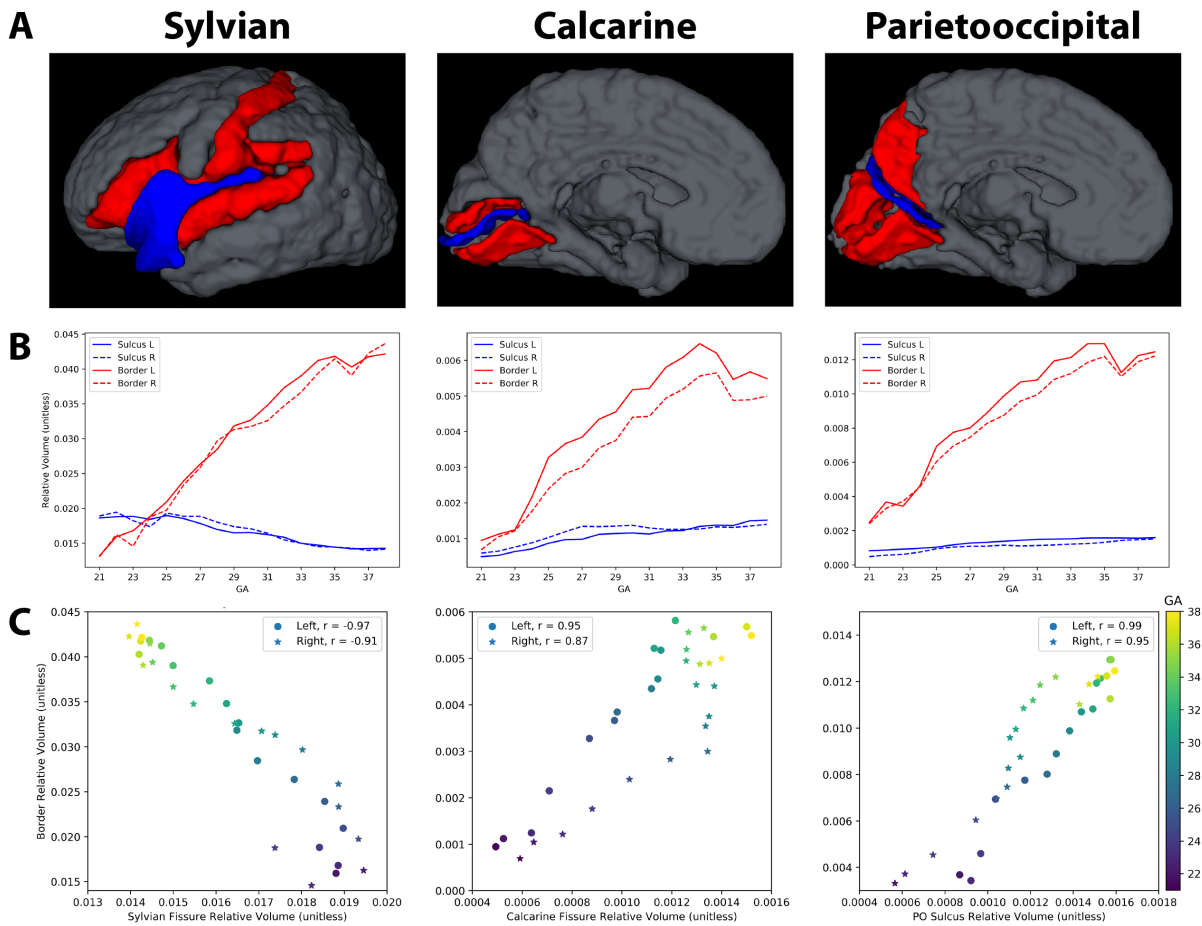 A
Sylvian
Calcarine
Parietooccipital
B
Relative Volume (unitless)
0.045
0.040
0.035
0.030
0.025
0.020
0.015
Sulcus L
Sulcus R
Border L
Border R
21 23 25 27 29 31 33 35 37
GA
0.006
0.005
0.004
0.003
0.002
0.001
Sulcus L
Sulcus R
Border L
Border R
21 23 25 27 29 31 33 35 37
GA
0.012
0.010
0.008
0.006
0.004
0.002
0.000
Sulcus L
Sulcus R
Border L
Border R
21 23 25 27 29 31 33 35 37
GA
C
Border Relative Volume (unitless)
0.045
0.040
0.035
0.030
0.025
0.020
0.015
Left, r = -0.97
Right, r = -0.91
0.013 0.014 0.015 0.016 0.017 0.018 0.019 0.020
Sylvian Fissure Relative Volume (unitless)
0.006
0.005
0.004
0.003
0.002
0.001
0.000
Left, r = 0.95
Right, r = 0.87
0.0004 0.0006 0.0008 0.0010 0.0012 0.0014 0.0016
Calcarine Fissure Relative Volume (unitless)
0.014
0.012
0.010
0.008
0.006
0.004
Left, r = 0.99
Right, r = 0.95
0.0004 0.0006 0.0008 0.0010 0.0012 0.0014 0.0016 0.0018
PO Sulcus Relative Volume (unitless)
GA
38
36
34
32
30
28
26
24
22